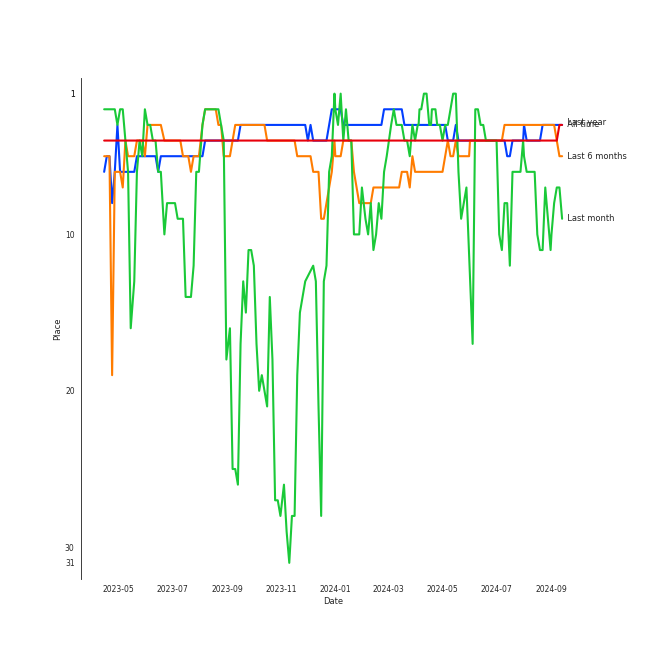 1
10
20
30
31
Place
Last year
All time
Last 6 months
Last month
2023-05
2023-07
2023-09
2023-11
2024-01
2024-03
2024-05
2024-07
2024-09
Date